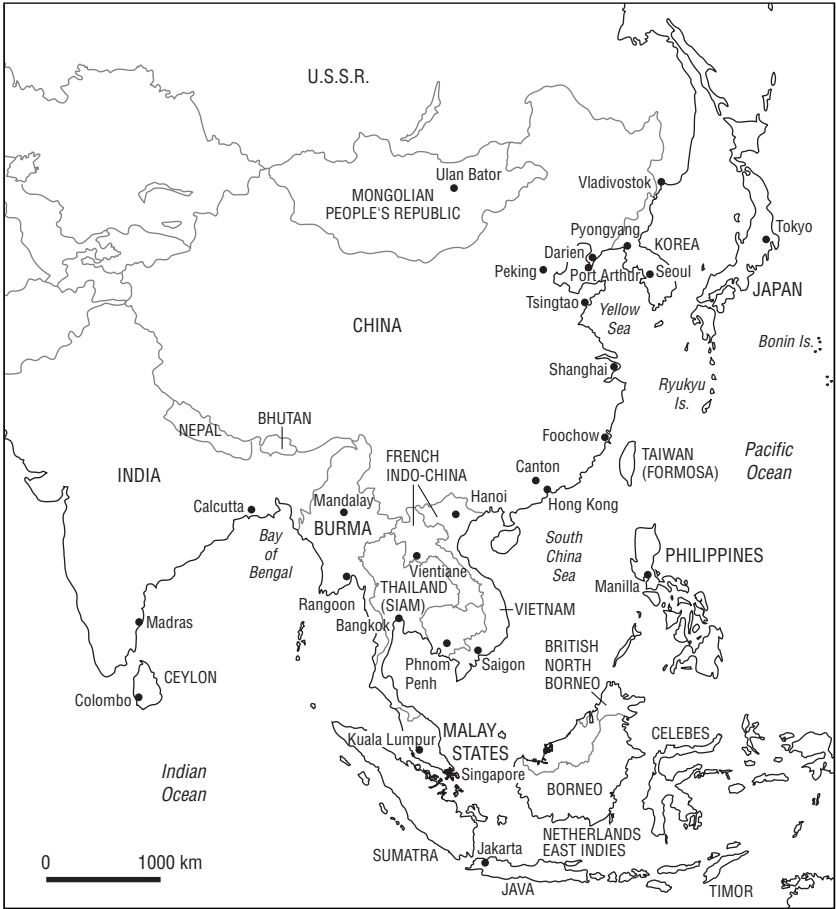 U.S.S.R.
Ulan Bator
MONGOLIAN
PEOPLE'S REPUBLIC
Vladivostok
Pyongyang
KOREA
Tokyo
Darien
Peking
Port Arthur
Seoul
JAPAN
Tsingtao
Yellow
Sea
CHINA
Bonin Is.
Shanghai
Ryukyu
Is.
BHUTAN
NEPAL
Foochow
TAIWAN
(FORMOSA)
Pacific
Ocean
FRENCH
INDO-CHINA
Canton
INDIA
Hanoi
Hong Kong
Calcutta
Mandalay
BURMA
Bay
of
Bengal
South
China
Sea
PHILIPPINES
Vientiane
Manilla
Rangoon
THAILAND
(SIAM)
Bangkok
VIETNAM
Madras
BRITISH
NORTH
BORNEO
Phnom
Penh
Saigon
CEYLON
Colombo
Kuala Lumpur
MALAY
STATES
CELEBES
Singapore
Indian
Ocean
BORNEO
NETHERLANDS
EAST INDIES
0 1000 km
SUMATRA
Jakarta
JAVA
TIMOR